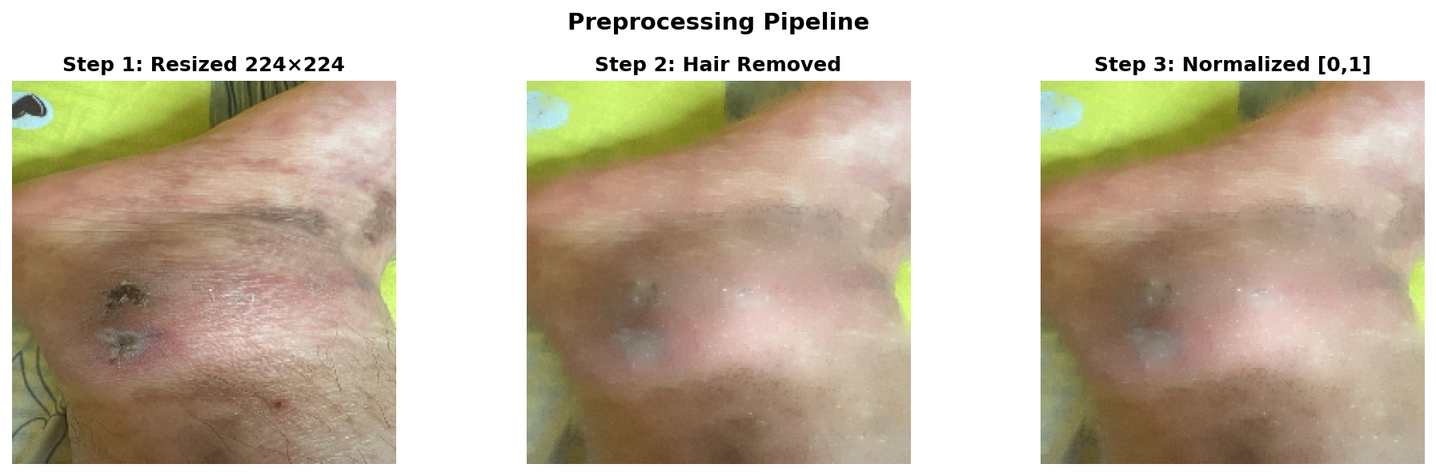 Preprocessing Pipeline
Step 1: Resized 224×224
Step 2: Hair Removed
Step 3: Normalized [0,1]